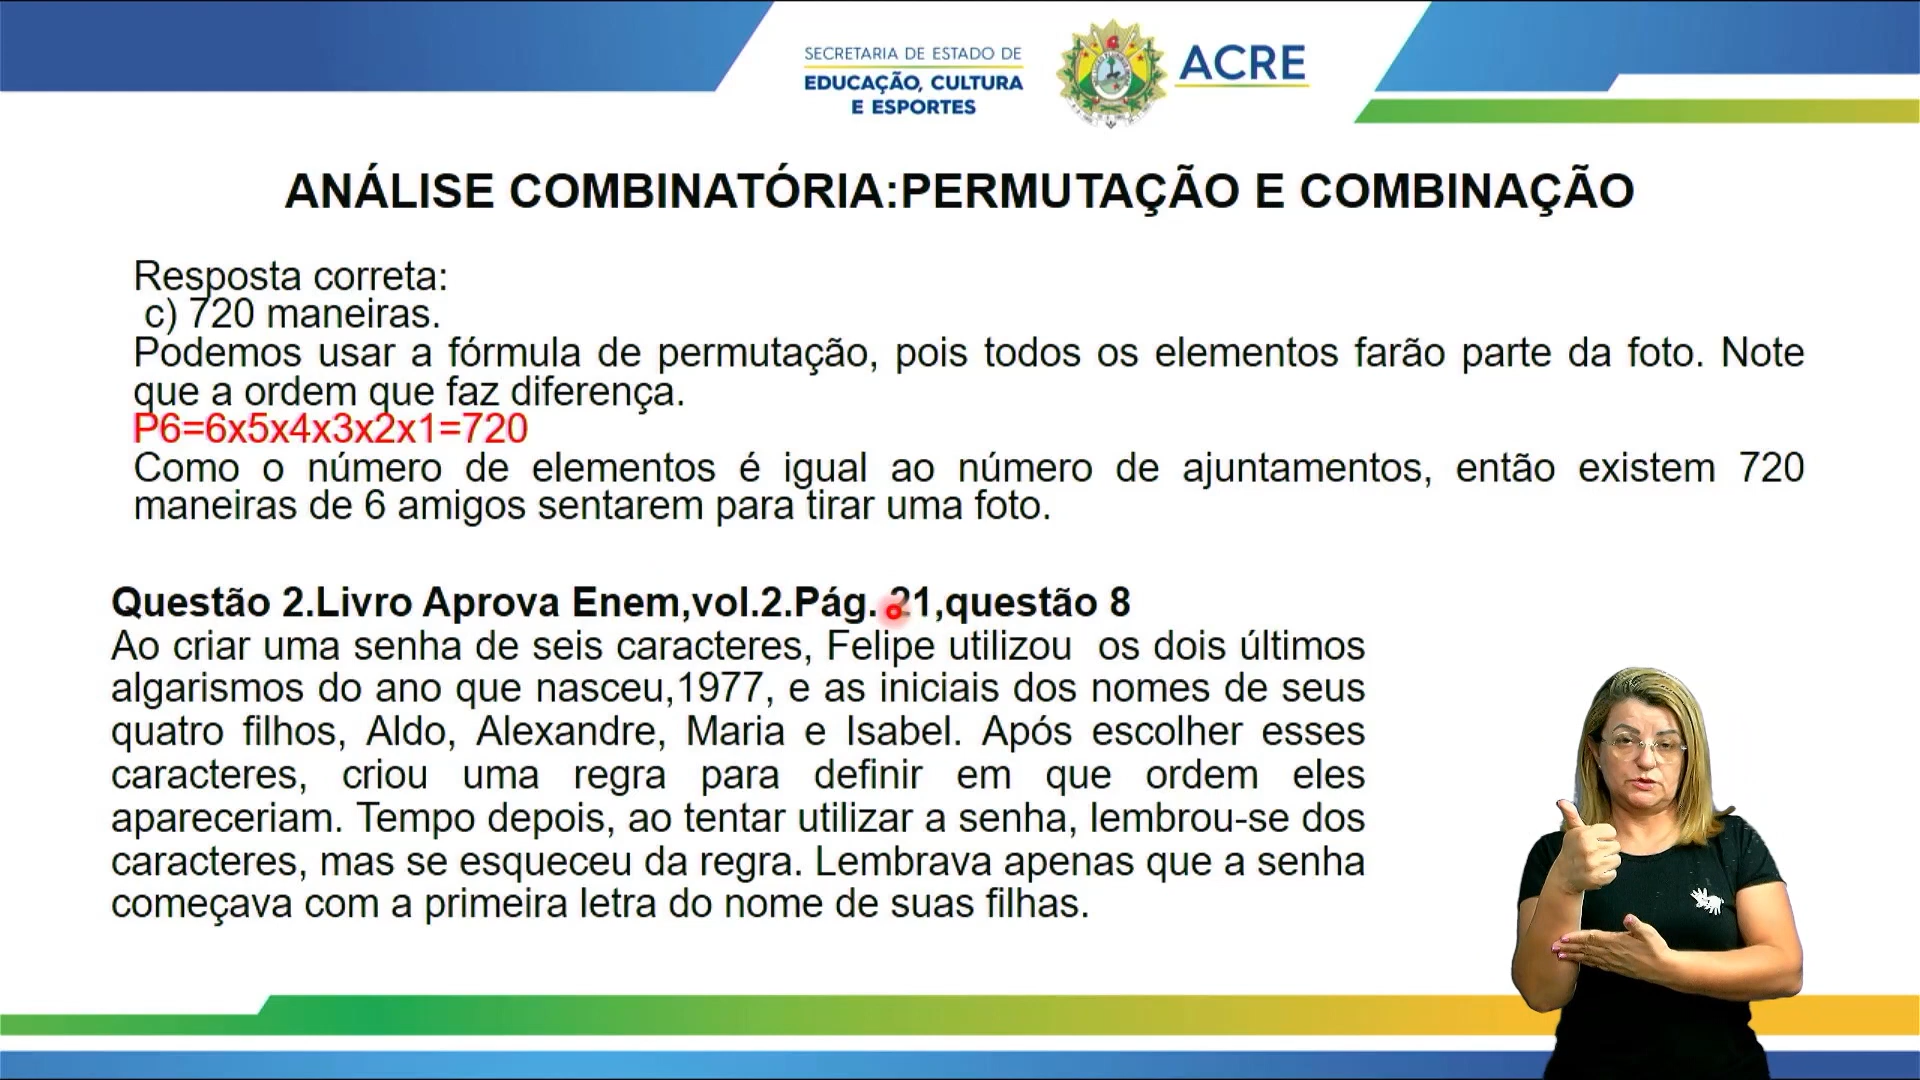 SECRETARIA DE ESTADO DE
EDUCAÇÃO, CULTURA
E ESPORTES
ACRE
ANÁLISE COMBINATÓRIA:PERMUTAÇÃO E COMBINAÇÃO
Resposta correta:
c) 720 maneiras.
Podemos usar a fórmula de permutação, pois todos os elementos farão parte da foto. Note
que a ordem que faz diferença.
P6=6x5x4x3x2x1=720
Como o número de elementos é igual ao número de ajuntamentos, então existem 720
maneiras de 6 amigos sentarem para tirar uma foto.
Questão 2.Livro Aprova Enem,vol.2.Pág. 21,questão 8
Ao criar uma senha de seis caracteres, Felipe utilizou os dois últimos
algarismos do ano que nasceu,1977, e as iniciais dos nomes de seus
quatro filhos, Aldo, Alexandre, Maria e Isabel. Após escolher esses
caracteres, criou uma regra para definir em que ordem eles
apareceriam. Tempo depois, ao tentar utilizar a senha, lembrou-se dos
caracteres, mas se esqueceu da regra. Lembrava apenas que a senha
começava com a primeira letra do nome de suas filhas.